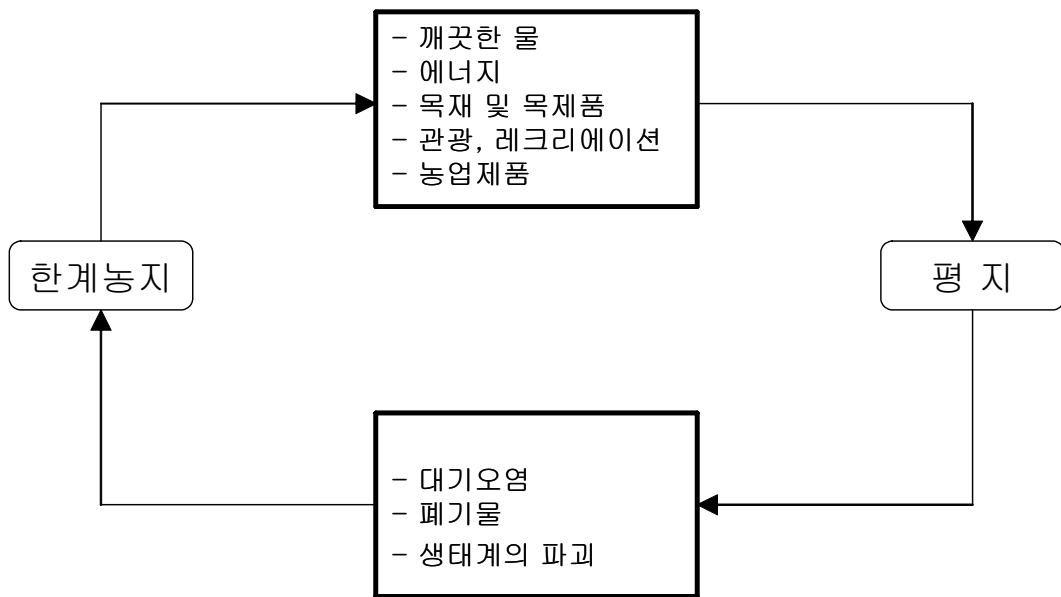 – 깨끗한 물
– 에너지
– 목재 및 목제품
– 관광, 레크리에이션
– 농업제품
한계농지
평 지
– 대기오염
– 폐기물
– 생태계의 파괴